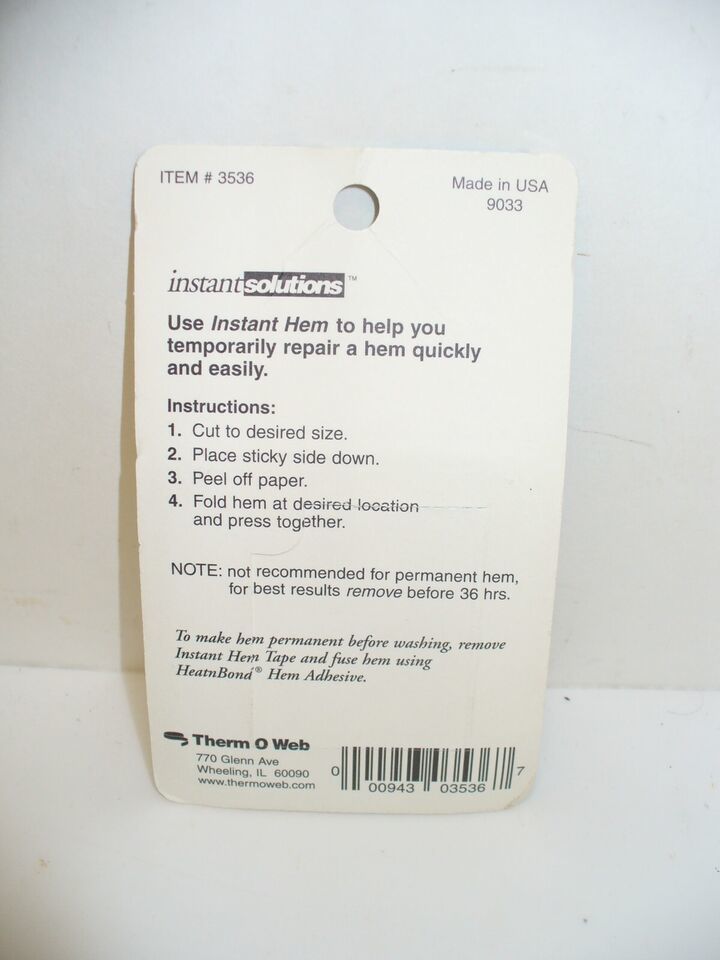 ITEM # 3536
Made in USA
9033
instantsolutions™
Use Instant Hem to help you
temporarily repair a hem quickly
and easily.
Instructions:
1. Cut to desired size.
2. Place sticky side down.
3. Peel off paper.
4. Fold hem at desired location
and press together.
NOTE: not recommended for permanent hem,
for best results remove before 36 hrs.
To make hem permanent before washing, remove
Instant Hem Tape and fuse hem using
HeatnBond® Hem Adhesive.
Therm O Web
770 Glenn Ave
Wheeling, IL 60090
www.thermoweb.com
0 00943 03536 7